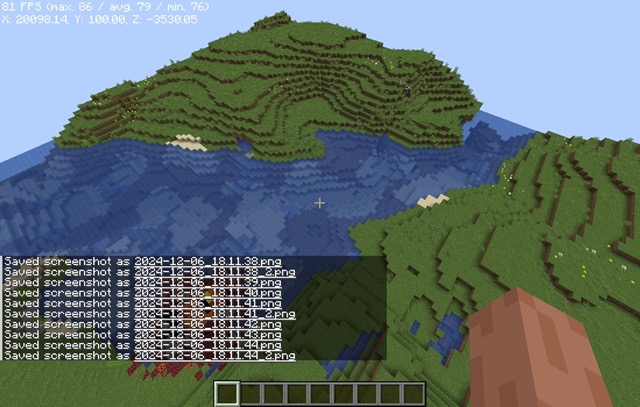 81 FPS (max. 86 / avg. 79 / min. 76)
X: 20098.14, Y: 100.00, Z: -3530.05
Saved screenshot as 2024-12-06_18.11.38.png
Saved screenshot as 2024-12-06_18.11.38_2.png
Saved screenshot as 2024-12-06_18.11.39.png
Saved screenshot as 2024-12-06_18.11.40.png
Saved screenshot as 2024-12-06_18.11.41.png
Saved screenshot as 2024-12-06_18.11.41_2.png
Saved screenshot as 2024-12-06_18.11.42.png
Saved screenshot as 2024-12-06_18.11.43.png
Saved screenshot as 2024-12-06_18.11.44.png
Saved screenshot as 2024-12-06_18.11.44_2.png